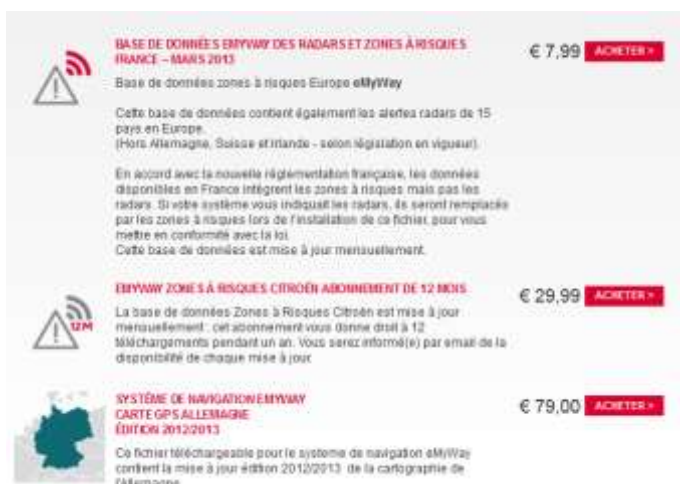 BASE DE DONNÉES EMYWAY DES RADARS ET ZONES À RISQUES
FRANCE – MARS 2013
€ 7,99
ACHETER >
Base de données zones à risques Europe eMyWay
Cette base de données contient également les alertes radars de 15
pays en Europe.
(Hors Allemagne, Suisse et Irlande - selon législation en vigueur).
En accord avec la nouvelle réglementation française, les données
disponibles en France intègrent les zones à risques mais pas les
radars. Si votre système vous indiquait les radars, ils seront remplacés
par les zones à risques lors de l'installation de ce fichier, pour vous
mettre en conformité avec la loi.
Cette base de données est mise à jour mensuellement.
EMYWAY ZONES À RISQUES CITROËN ABONNEMENT DE 12 MOIS
€ 29,99
ACHETER >
12M
La base de données Zones à Risques Citroën est mise à jour
mensuellement : cet abonnement vous donne droit à 12
téléchargements pendant un an. Vous serez informé(e) par email de la
disponibilité de chaque mise à jour
SYSTÈME DE NAVIGATION EMYWAY
CARTE GPS ALLEMAGNE
ÉDITION 2012/2013
€ 79,00
ACHETER >
Ce fichier téléchargeable pour le systeme de navigation eMyWay
contient la mise à jour édition 2012/2013 de la cartographie de
l'Allemagne